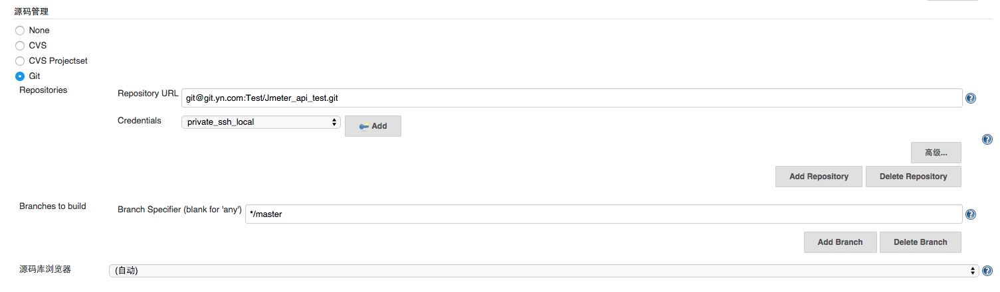 源码管理
None
CVS
CVS Projectset
Git
Repositories
Repository URL git@git.yn.com:Test/Jmeter_api_test.git
Credentials private_ssh_local Add
高级...
Add Repository Delete Repository
Branches to build
Branch Specifier (blank for 'any') */master
Add Branch Delete Branch
源码库浏览器 (自动)